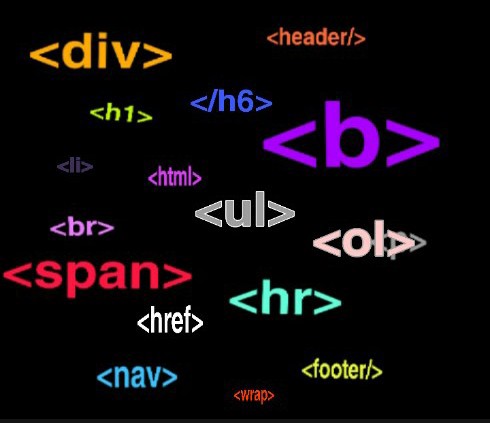 <header/>
<div>
</h6>
<h1>
<b>
<li>
<html>
<ul>
<br>
<ol>
<p>
<span>
<hr>
<href>
<footer/>
<nav>
<wrap>